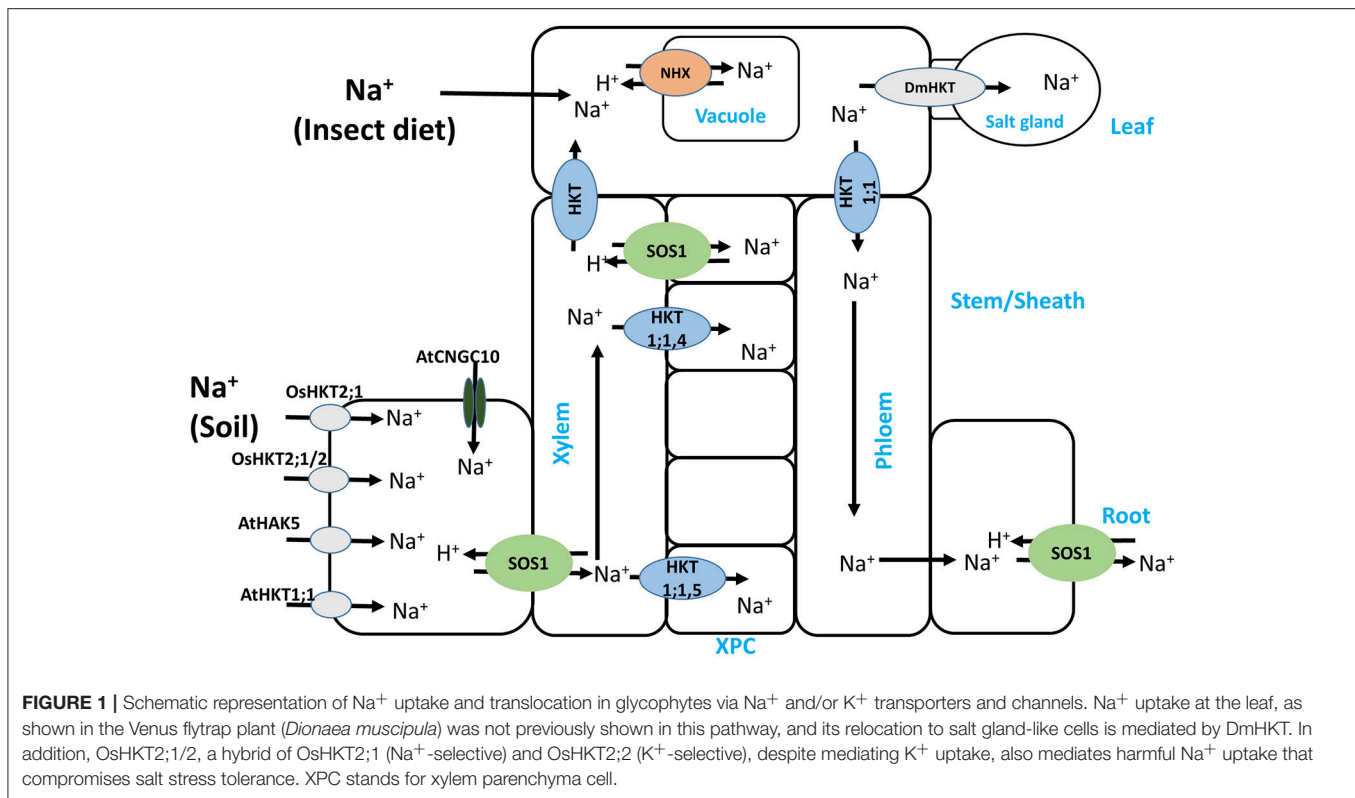 NHX
Na⁺
H⁺
Na⁺
Vacuole
Na⁺
(Insect diet)
Na⁺
DmHKT
Na⁺
Salt gland
Leaf
HKT
HKT
1;1
SOS1
Na⁺
H⁺
Na⁺
Stem/Sheath
Na⁺
HKT
1;1,4
Na⁺
AtCNGC10
Na⁺
(Soil)
OsHKT2;1
Na⁺
Na⁺
OsHKT2;1/2
Na⁺
AtHAK5
Na⁺
AtHKT1;1
Na⁺
Xylem
Phloem
H⁺
SOS1
Na⁺
HKT
1;1,5
Na⁺
XPC
Na⁺
Na⁺
Root
H⁺
SOS1
Na⁺
FIGURE 1 | Schematic representation of Na⁺ uptake and translocation in glycophytes via Na⁺ and/or K⁺ transporters and channels. Na⁺ uptake at the leaf, as
shown in the Venus flytrap plant (Dionaea muscipula) was not previously shown in this pathway, and its relocation to salt gland-like cells is mediated by DmHKT. In
addition, OsHKT2;1/2, a hybrid of OsHKT2;1 (Na⁺-selective) and OsHKT2;2 (K⁺-selective), despite mediating K⁺ uptake, also mediates harmful Na⁺ uptake that
compromises salt stress tolerance. XPC stands for xylem parenchyma cell.